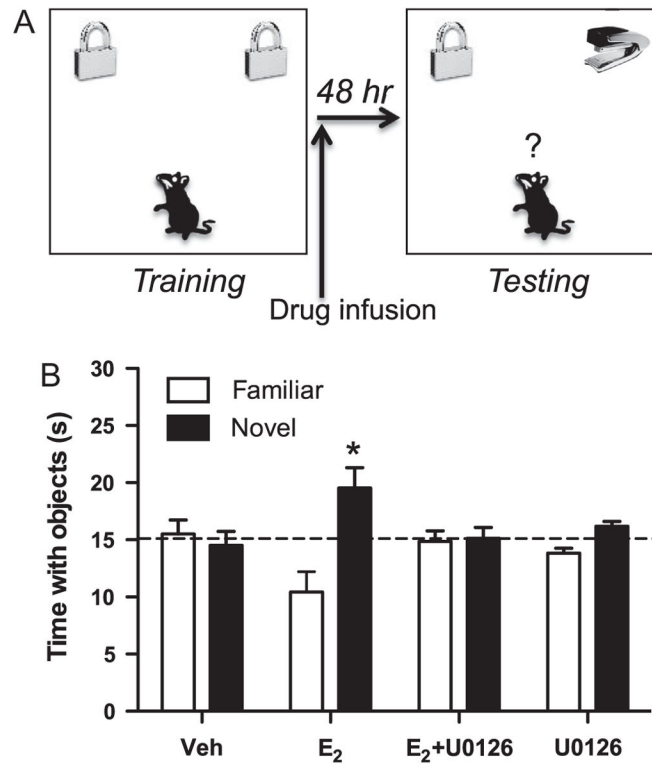 A
48 hr
?
Training
Testing
Drug infusion
B
Time with objects (s)
30
25
20
15
10
5
0
Familiar
Novel
*
Veh
E₂
E₂+U0126
U0126